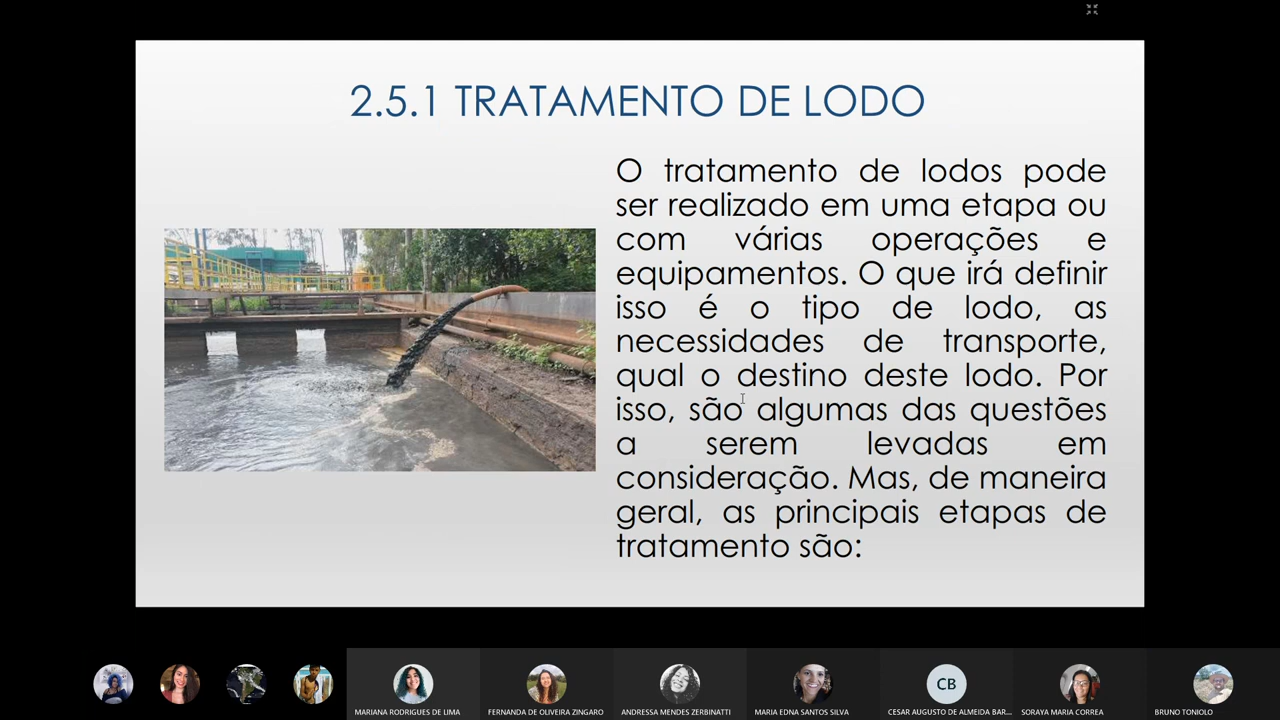 2.5.1 TRATAMENTO DE LODO
O tratamento de lodos pode
ser realizado em uma etapa ou
com várias operações e
equipamentos. O que irá definir
isso é o tipo de lodo, as
necessidades de transporte,
qual o destino deste lodo. Por
isso, são algumas das questões
a serem levadas em
consideração. Mas, de maneira
geral, as principais etapas de
tratamento são:
CB
MARIANA RODRIGUES DE LIMA
FERNANDA DE OLIVEIRA ZINGARO
ANDRESSA MENDES ZERBINATTI
MARIA EDNA SANTOS SILVA
CESAR AUGUSTO DE ALMEIDA BAR...
SORAYA MARIA CORREA
BRUNO TONIOLO